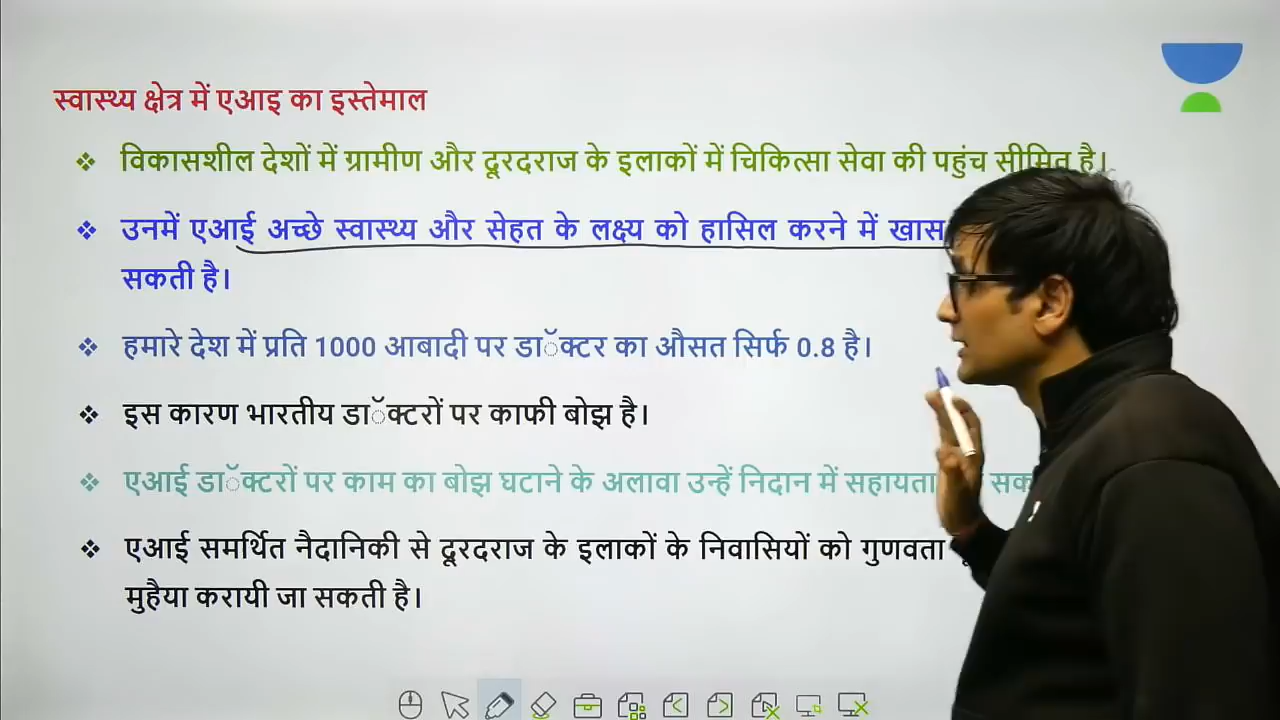 स्वास्थ्य क्षेत्र में एआइ का इस्तेमाल
विकासशील देशों में ग्रामीण और दूरदराज के इलाकों में चिकित्सा सेवा की पहुंच सीमित है।
उनमें एआई अच्छे स्वास्थ्य और सेहत के लक्ष्य को हासिल करने में खास
सकती है।
हमारे देश में प्रति 1000 आबादी पर डाॅक्टर का औसत सिर्फ 0.8 है।
इस कारण भारतीय डाॅक्टरों पर काफी बोझ है।
एआई डाॅक्टरों पर काम का बोझ घटाने के अलावा उन्हें निदान में सहायता
एआई समर्थित नैदानिकी से दूरदराज के इलाकों के निवासियों को गुणवता
मुहैया करायी जा सकती है।